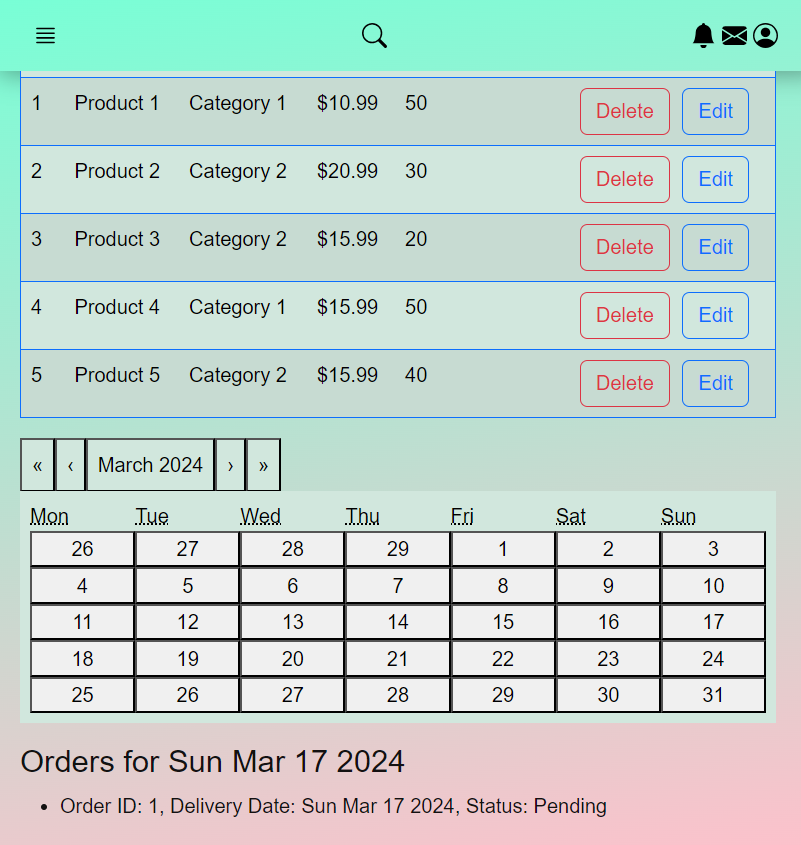 1 Product 1 Category 1 $10.99 50 Delete Edit
2 Product 2 Category 2 $20.99 30 Delete Edit
3 Product 3 Category 2 $15.99 20 Delete Edit
4 Product 4 Category 1 $15.99 50 Delete Edit
5 Product 5 Category 2 $15.99 40 Delete Edit
« ‹ March 2024 › »
Mon Tue Wed Thu Fri Sat Sun
26 27 28 29 1 2 3
4 5 6 7 8 9 10
11 12 13 14 15 16 17
18 19 20 21 22 23 24
25 26 27 28 29 30 31
Orders for Sun Mar 17 2024
• Order ID: 1, Delivery Date: Sun Mar 17 2024, Status: Pending